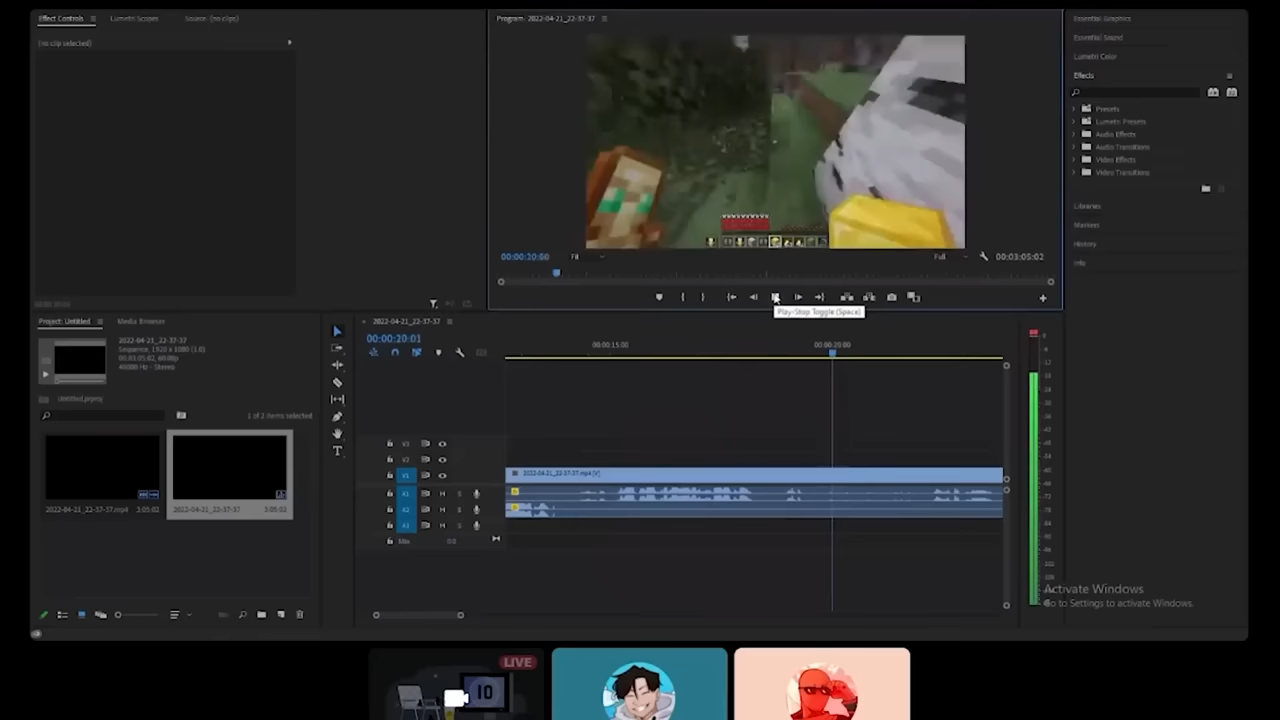 Effect Controls
Lumetri Scopes
Source: (no clips)
(no clip selected)
Program: 2022-04-21_22-37-37
00:00:20:00
Fit
Full
00:03:05:02
Play-Stop Toggle (Space)
Essential Graphics
Essential Sound
Lumetri Color
Effects
Presets
Lumetri Presets
Audio Effects
Audio Transitions
Video Effects
Video Transitions
Libraries
Markers
History
Info
Project: Untitled
Media Browser
2022-04-21_22-37-37
Sequence, 1920 x 1080 (1.0)
48000 Hz - Stereo
Untitled.prproj
1 of 2 items selected
2022-04-21_22-37-37.mp4 3:05:02
2022-04-21_22-37-37 3:05:02
2022-04-21_22-37-37
00:00:20:01
00:00:15:00
00:00:20:00
V3
V2
V1
2022-04-21_22-37-37.mp4 [V]
A1 M S
A2 M S
A3 M S
Mix 0.0
Activate Windows
Go to Settings to activate Windows.
LIVE
10